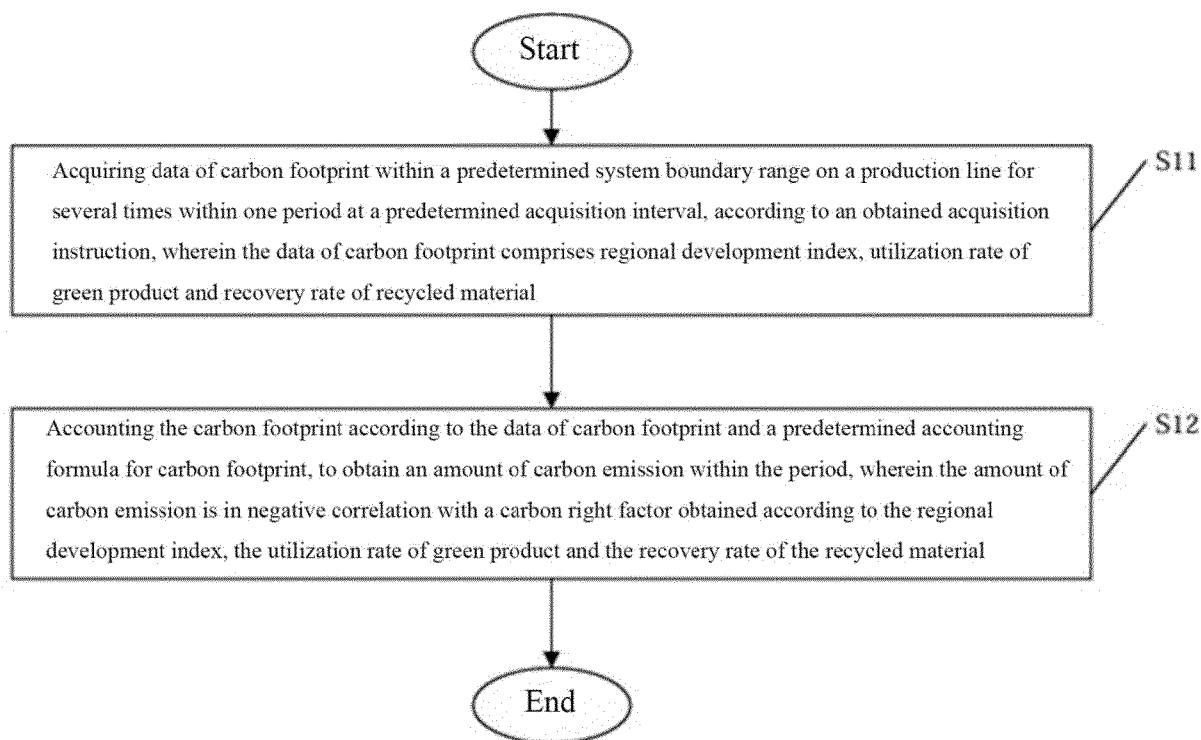 Start
Acquiring data of carbon footprint within a predetermined system boundary range on a production line for
several times within one period at a predetermined acquisition interval, according to an obtained acquisition
instruction, wherein the data of carbon footprint comprises regional development index, utilization rate of
green product and recovery rate of recycled material
S11
Accounting the carbon footprint according to the data of carbon footprint and a predetermined accounting
formula for carbon footprint, to obtain an amount of carbon emission within the period, wherein the amount of
carbon emission is in negative correlation with a carbon right factor obtained according to the regional
development index, the utilization rate of green product and the recovery rate of the recycled material
S12
End